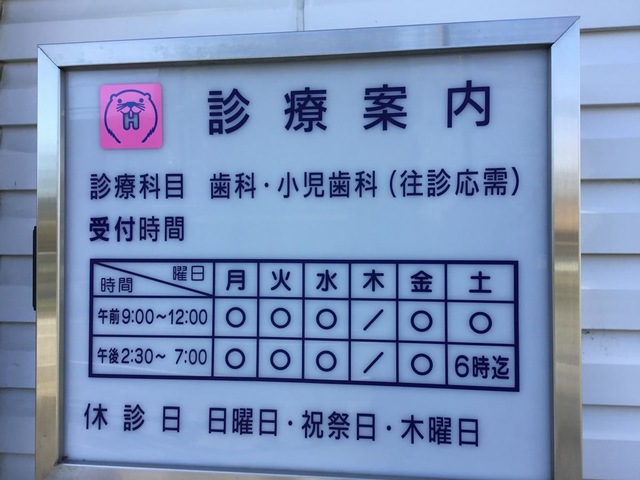 診療案内
診療科目 歯科・小児歯科(往診応需)
受付時間
曜日 時間 月 火 水 木 金 土
午前9:00~12:00 ○ ○ ○ / ○ ○
午後2:30~7:00 ○ ○ ○ / ○ 6時迄
休診日 日曜日・祝祭日・木曜日